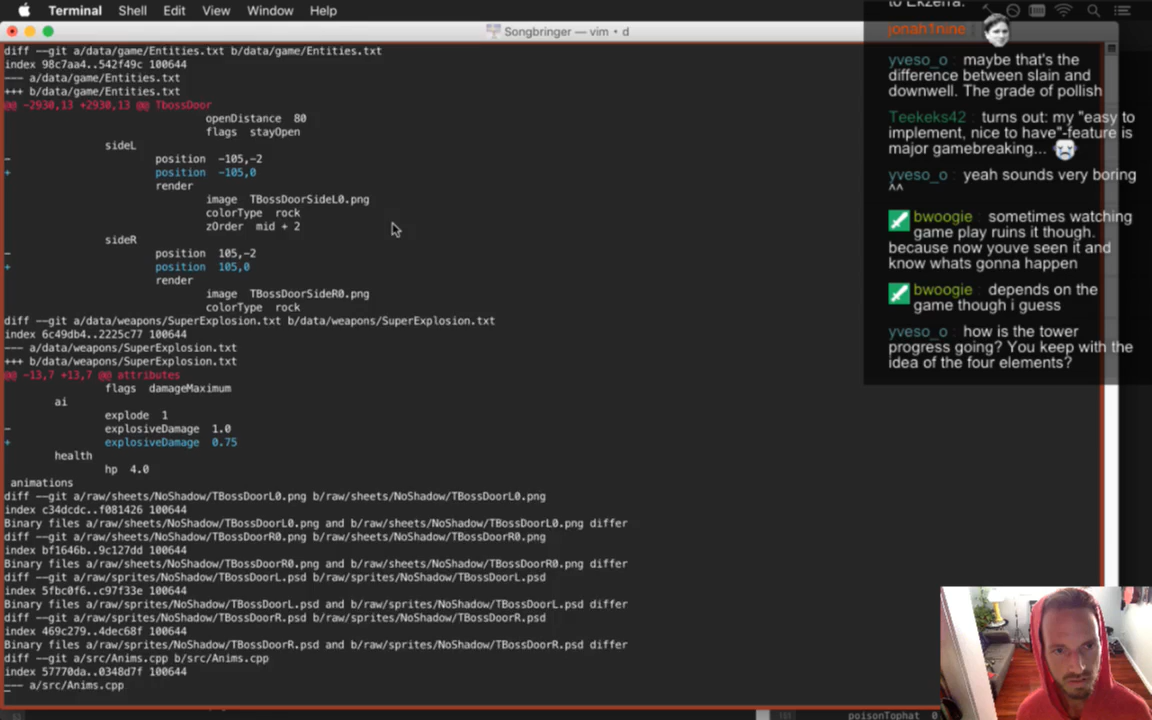 Terminal Shell Edit View Window Help
Songbringer — vim • d
diff --git a/data/game/Entities.txt b/data/game/Entities.txt
index 98c7aa4..542f49c 100644
--- a/data/game/Entities.txt
+++ b/data/game/Entities.txt
@@ -2930,13 +2930,13 @@ TbossDoor
openDistance 80
flags stayOpen
sideL
- position -105,-2
+ position -105,0
render
image TBossDoorSideL0.png
colorType rock
zOrder mid + 2
sideR
- position 105,-2
+ position 105,0
render
image TBossDoorSideR0.png
colorType rock
diff --git a/data/weapons/SuperExplosion.txt b/data/weapons/SuperExplosion.txt
index 6c49db4..2225c77 100644
--- a/data/weapons/SuperExplosion.txt
+++ b/data/weapons/SuperExplosion.txt
@@ -13,7 +13,7 @@ attributes
flags damageMaximum
ai
explode 1
- explosiveDamage 1.0
+ explosiveDamage 0.75
health
hp 4.0
animations
diff --git a/raw/sheets/NoShadow/TBossDoorL0.png b/raw/sheets/NoShadow/TBossDoorL0.png
index c34dcdc..f081426 100644
Binary files a/raw/sheets/NoShadow/TBossDoorL0.png and b/raw/sheets/NoShadow/TBossDoorL0.png differ
diff --git a/raw/sheets/NoShadow/TBossDoorR0.png b/raw/sheets/NoShadow/TBossDoorR0.png
index bf1646b..9c127dd 100644
Binary files a/raw/sheets/NoShadow/TBossDoorR0.png and b/raw/sheets/NoShadow/TBossDoorR0.png differ
diff --git a/raw/sprites/NoShadow/TBossDoorL.psd b/raw/sprites/NoShadow/TBossDoorL.psd
index 5fbc0f6..c97f33e 100644
Binary files a/raw/sprites/NoShadow/TBossDoorL.psd and b/raw/sprites/NoShadow/TBossDoorL.psd differ
diff --git a/raw/sprites/NoShadow/TBossDoorR.psd b/raw/sprites/NoShadow/TBossDoorR.psd
index 469c279..4dec68f 100644
Binary files a/raw/sprites/NoShadow/TBossDoorR.psd and b/raw/sprites/NoShadow/TBossDoorR.psd differ
diff --git a/src/Anims.cpp b/src/Anims.cpp
index 57770da..0348d7f 100644
--- a/src/Anims.cpp
to Ekzerra.
jonah1nine :
yveso_o : maybe that's the
difference between slain and
downwell. The grade of pollish
Teekeks42 : turns out: my "easy to
implement, nice to have"-feature is
major gamebreaking...
yveso_o : yeah sounds very boring
^^
bwoogie : sometimes watching
game play ruins it though.
because now youve seen it and
know whats gonna happen
bwoogie : depends on the
game though i guess
yveso_o : how is the tower
progress going? You keep with the
idea of the four elements?
poisonTophat 0